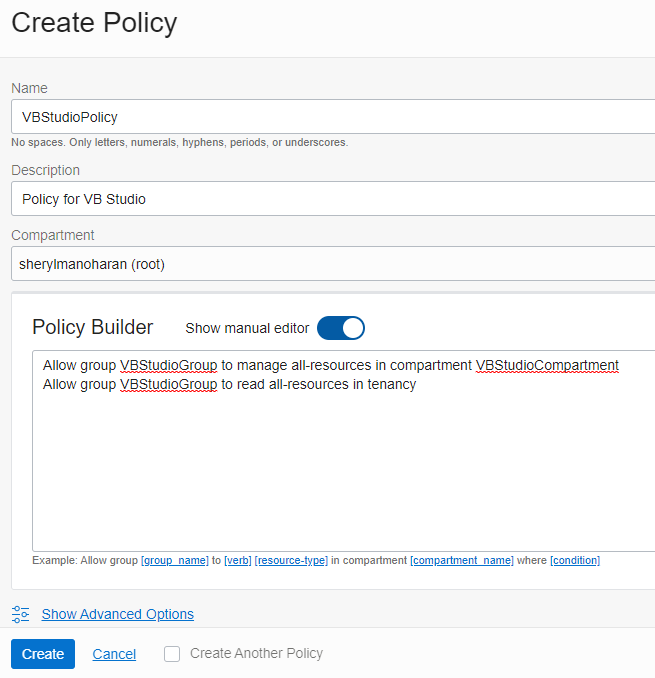 Create Policy
Name
VBStudioPolicy
No spaces. Only letters, numerals, hyphens, periods, or underscores.
Description
Policy for VB Studio
Compartment
sherylmanoharan (root)
Policy Builder Show manual editor
Allow group VBStudioGroup to manage all-resources in compartment VBStudioCompartment
Allow group VBStudioGroup to read all-resources in tenancy
Example: Allow group [group_name] to [verb] [resource-type] in compartment [compartment_name] where [condition]
Show Advanced Options
Create Cancel Create Another Policy